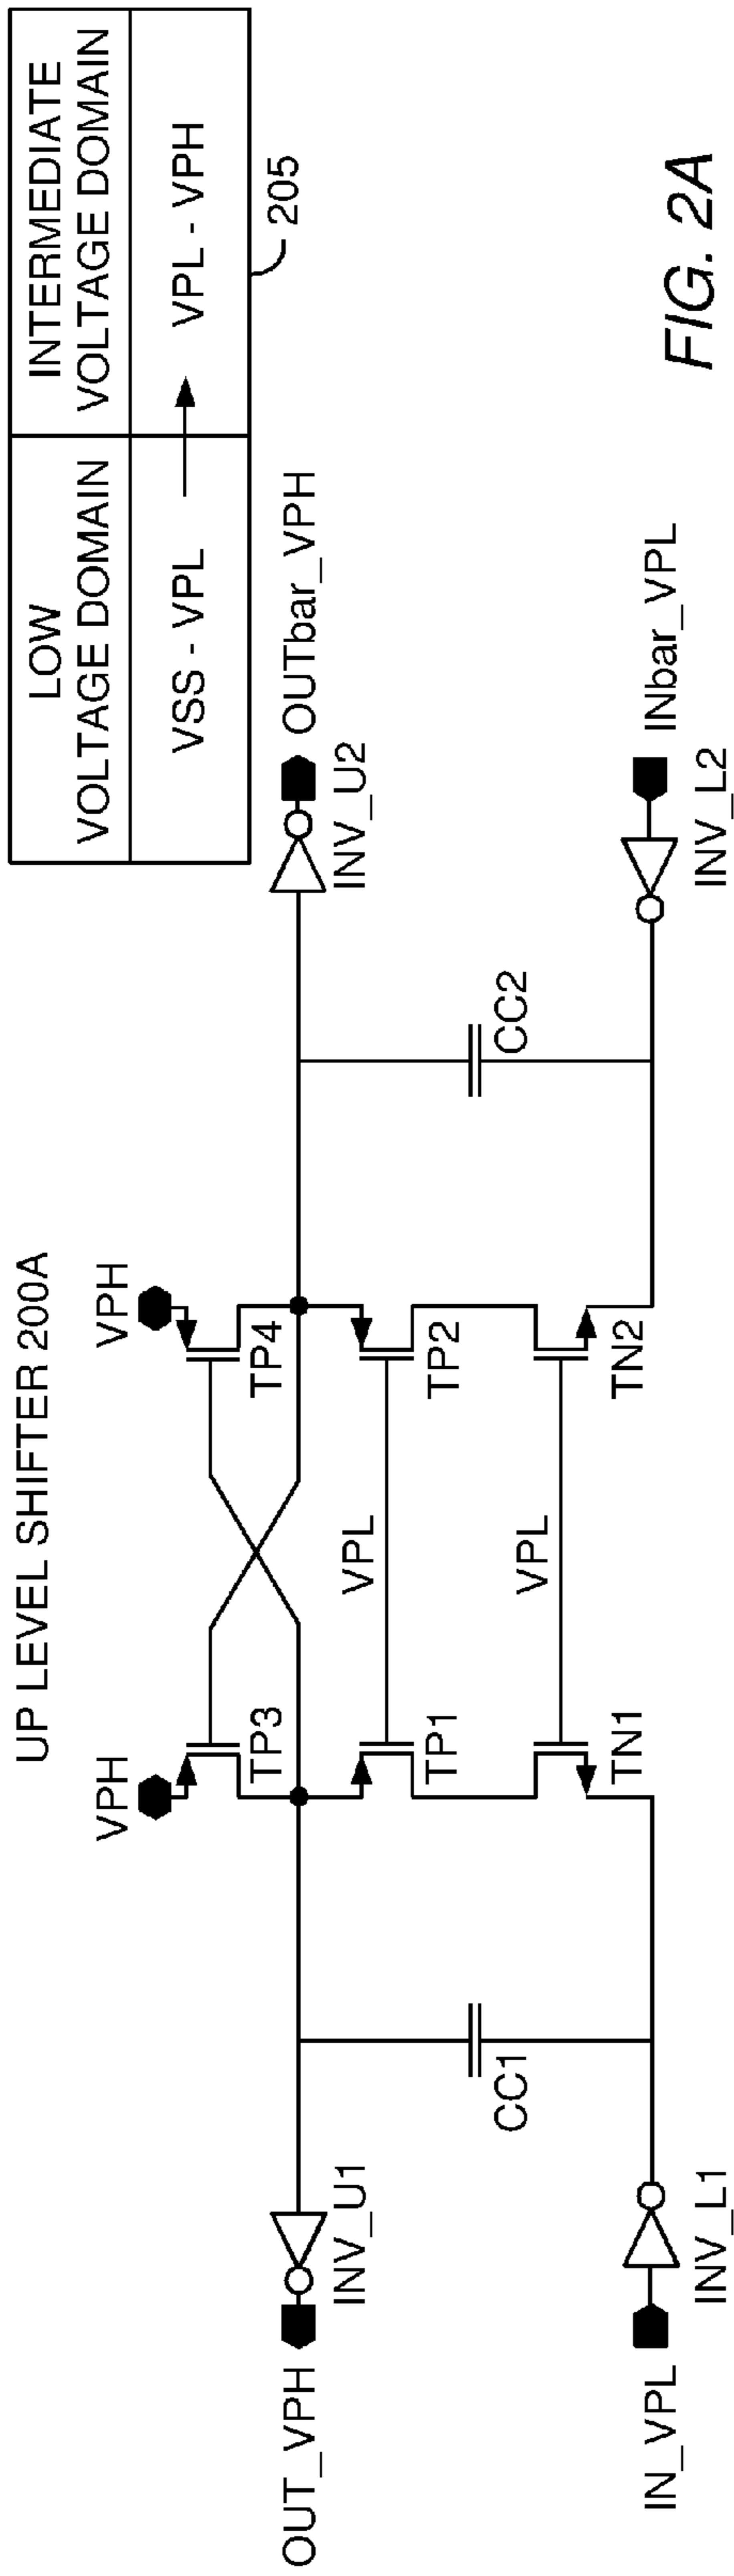 UP LEVEL SHIFTER 200A
LOW
VOLTAGE DOMAIN
INTERMEDIATE
VOLTAGE DOMAIN
VSS - VPL
VPL - VPH
205
VPH
VPH
TP3
TP4
OUT_VPH
INV_U1
OUTbar_VPH
INV_U2
VPL
TP1
TP2
CC1
CC2
VPL
TN1
TN2
IN_VPL
INV_L1
INbar_VPL
INV_L2
FIG. 2A